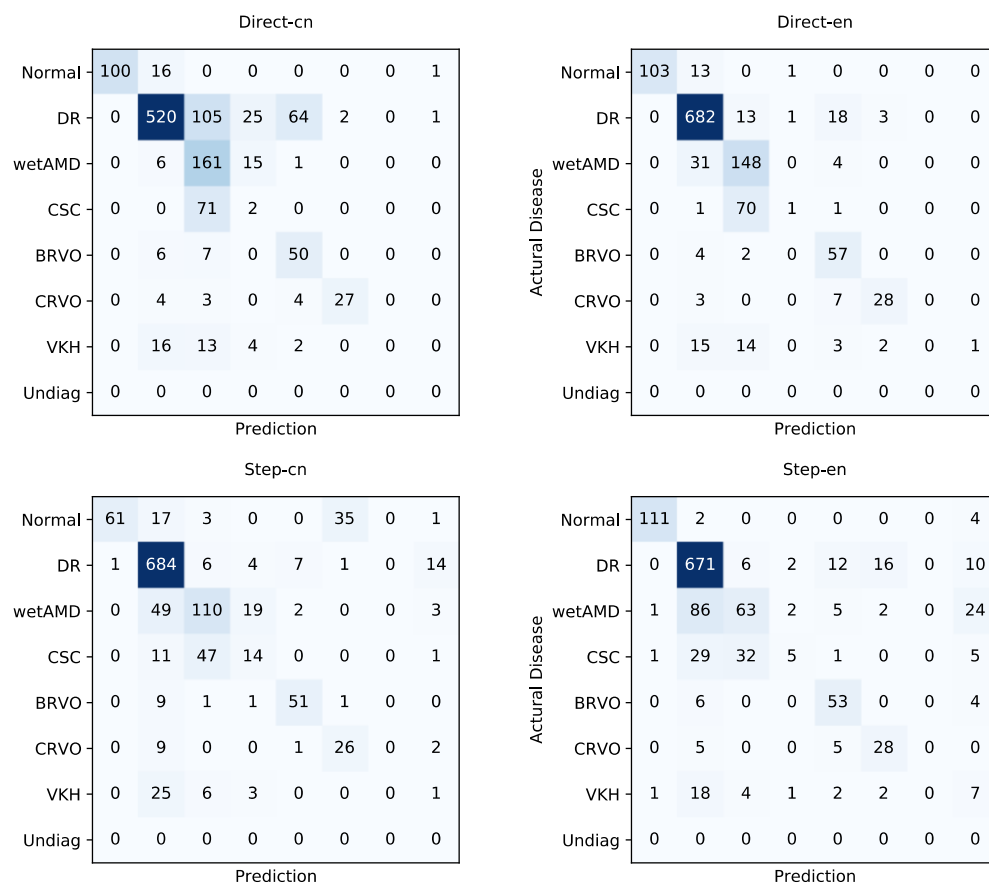 Direct-cn
Normal 100 16 0 0 0 0 0 1
DR 0 520 105 25 64 2 0 1
wetAMD 0 6 161 15 1 0 0 0
CSC 0 0 71 2 0 0 0 0
BRVO 0 6 7 0 50 0 0 0
CRVO 0 4 3 0 4 27 0 0
VKH 0 16 13 4 2 0 0 0
Undiag 0 0 0 0 0 0 0 0
Prediction
Direct-en
Actural Disease
Normal 103 13 0 1 0 0 0 0
DR 0 682 13 1 18 3 0 0
wetAMD 0 31 148 0 4 0 0 0
CSC 0 1 70 1 1 0 0 0
BRVO 0 4 2 0 57 0 0 0
CRVO 0 3 0 0 7 28 0 0
VKH 0 15 14 0 3 2 0 1
Undiag 0 0 0 0 0 0 0 0
Prediction
Step-cn
Normal 61 17 3 0 0 35 0 1
DR 1 684 6 4 7 1 0 14
wetAMD 0 49 110 19 2 0 0 3
CSC 0 11 47 14 0 0 0 1
BRVO 0 9 1 1 51 1 0 0
CRVO 0 9 0 0 1 26 0 2
VKH 0 25 6 3 0 0 0 1
Undiag 0 0 0 0 0 0 0 0
Prediction
Step-en
Actural Disease
Normal 111 2 0 0 0 0 0 4
DR 0 671 6 2 12 16 0 10
wetAMD 1 86 63 2 5 2 0 24
CSC 1 29 32 5 1 0 0 5
BRVO 0 6 0 0 53 0 0 4
CRVO 0 5 0 0 5 28 0 0
VKH 1 18 4 1 2 2 0 7
Undiag 0 0 0 0 0 0 0 0
Prediction